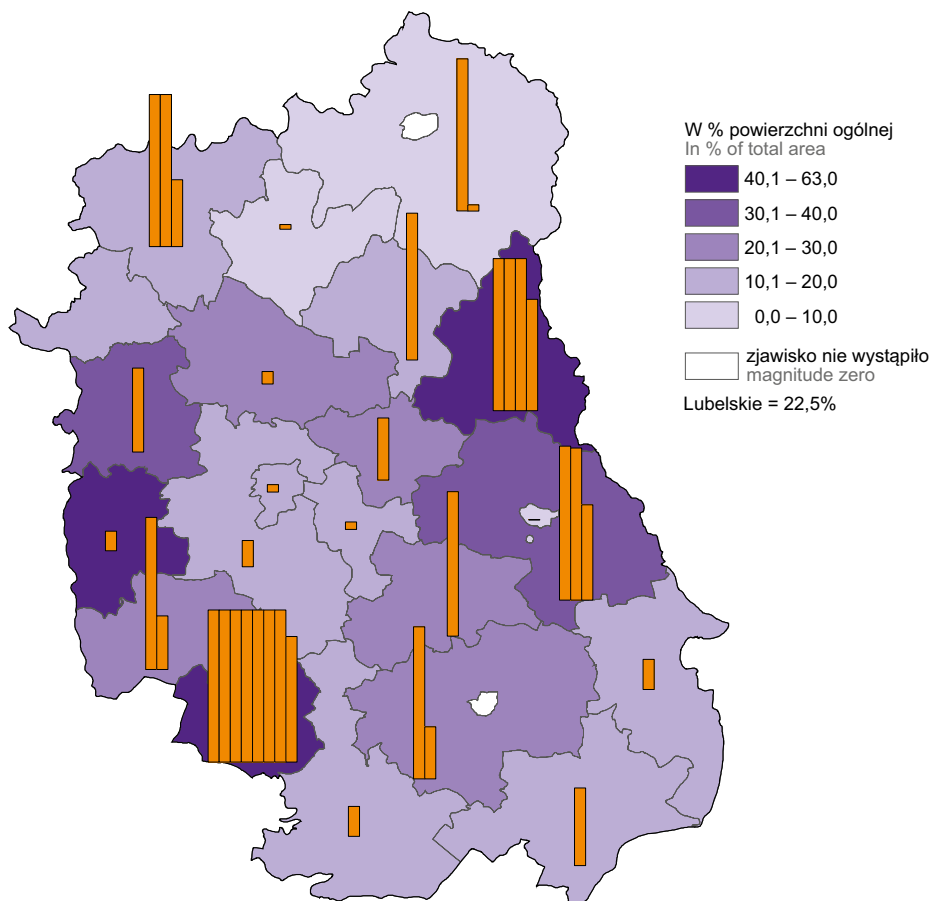 W % powierzchni ogólnej
In % of total area
40,1 – 63,0
30,1 – 40,0
20,1 – 30,0
10,1 – 20,0
0,0 – 10,0
zjawisko nie wystąpiło
magnitude zero
Lubelskie = 22,5%